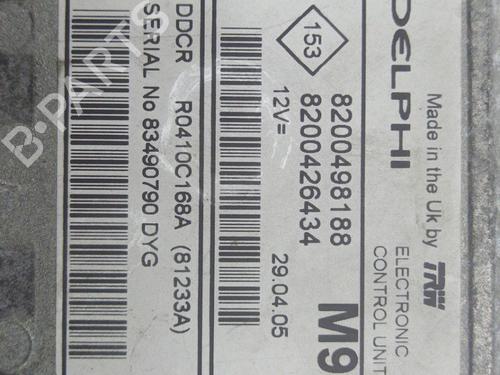 DELPHI
Made in the Uk by TRW
ELECTRONIC
CONTROL UNIT
153
8200498188
8200426434
12V=
29.04.05
M9
DDCR R0410C168A (81233A)
SERIAL No 83490790 DYG
B-PARTS